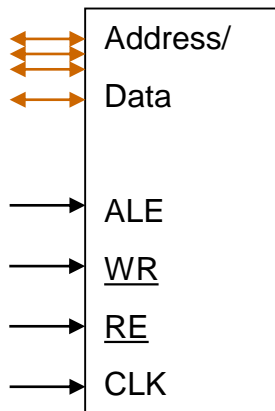 Address/
Data
ALE
WR
RE
CLK